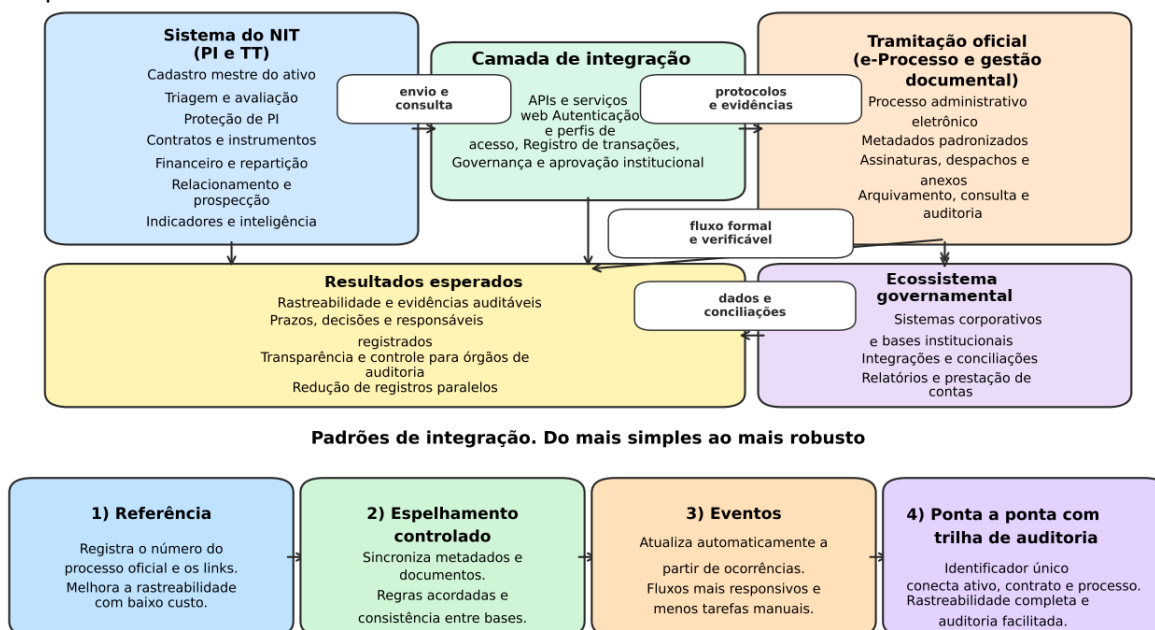 Sistema do NIT
(PI e TT)
Cadastro mestre do ativo
Triagem e avaliação
Proteção de PI
Contratos e instrumentos
Financeiro e repartição
Relacionamento e
prospecção
Indicadores e inteligência
envio e
consulta
Camada de integração
APIs e serviços
web Autenticação
e perfis de
acesso, Registro de transações,
Governança e aprovação institucional
protocolos
e evidências
Tramitação oficial
(e-Processo e gestão
documental)
Processo administrativo
eletrônico
Metadados padronizados
Assinaturas, despachos e
anexos
Arquivamento, consulta e
auditoria
fluxo formal
e verificável
Resultados esperados
Rastreabilidade e evidências auditáveis
Prazos, decisões e responsáveis
registrados
Transparência e controle para órgãos de
auditoria
Redução de registros paralelos
dados e
conciliações
Ecossistema
governamental
Sistemas corporativos
e bases institucionais
Integrações e conciliações
Relatórios e prestação de
contas
Padrões de integração. Do mais simples ao mais robusto
1) Referência
Registra o número do
processo oficial e os links.
Melhora a rastreabilidade
com baixo custo.
2) Espelhamento
controlado
Sincroniza metadados e
documentos.
Regras acordadas e
consistência entre bases.
3) Eventos
Atualiza automaticamente a
partir de ocorrências.
Fluxos mais responsivos e
menos tarefas manuais.
4) Ponta a ponta com
trilha de auditoria
Identificador único
conecta ativo, contrato e processo.
Rastreabilidade completa e
auditoria facilitada.